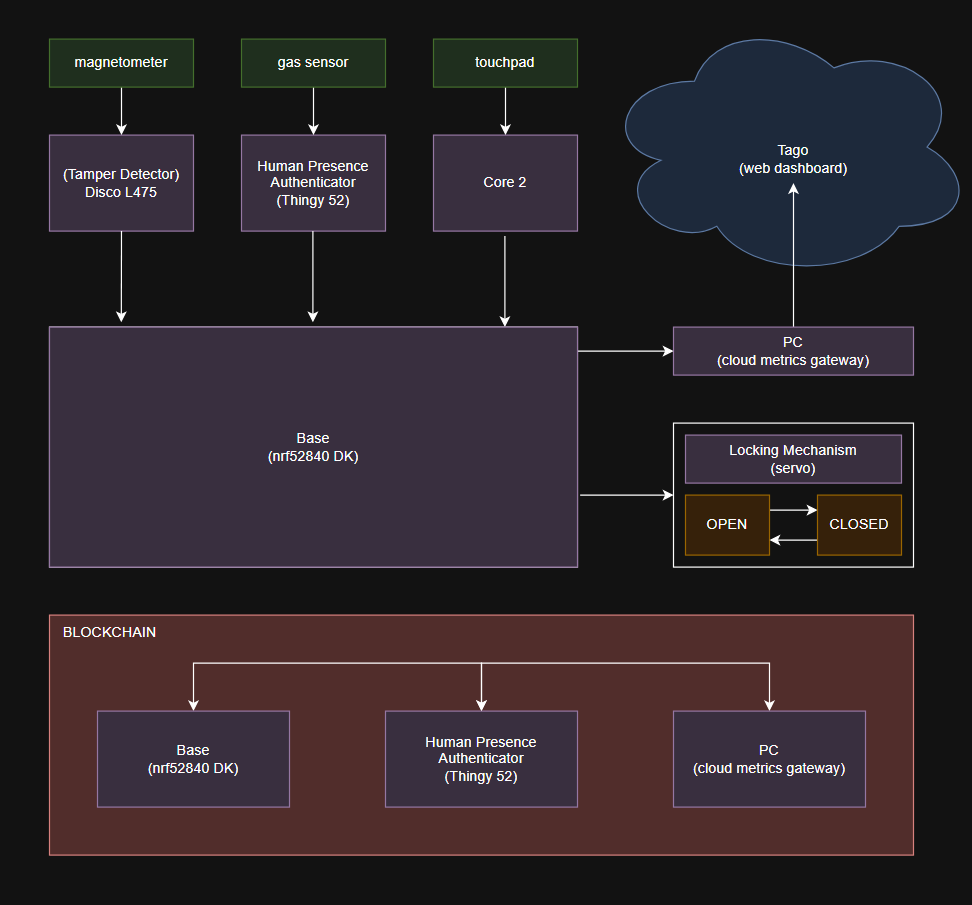 magnetometer
gas sensor
touchpad
(Tamper Detector)
Disco L475
Human Presence
Authenticator
(Thingy 52)
Core 2
Tago
(web dashboard)
PC
(cloud metrics gateway)
Base
(nrf52840 DK)
Locking Mechanism
(servo)
OPEN
CLOSED
BLOCKCHAIN
Base
(nrf52840 DK)
Human Presence
Authenticator
(Thingy 52)
PC
(cloud metrics gateway)